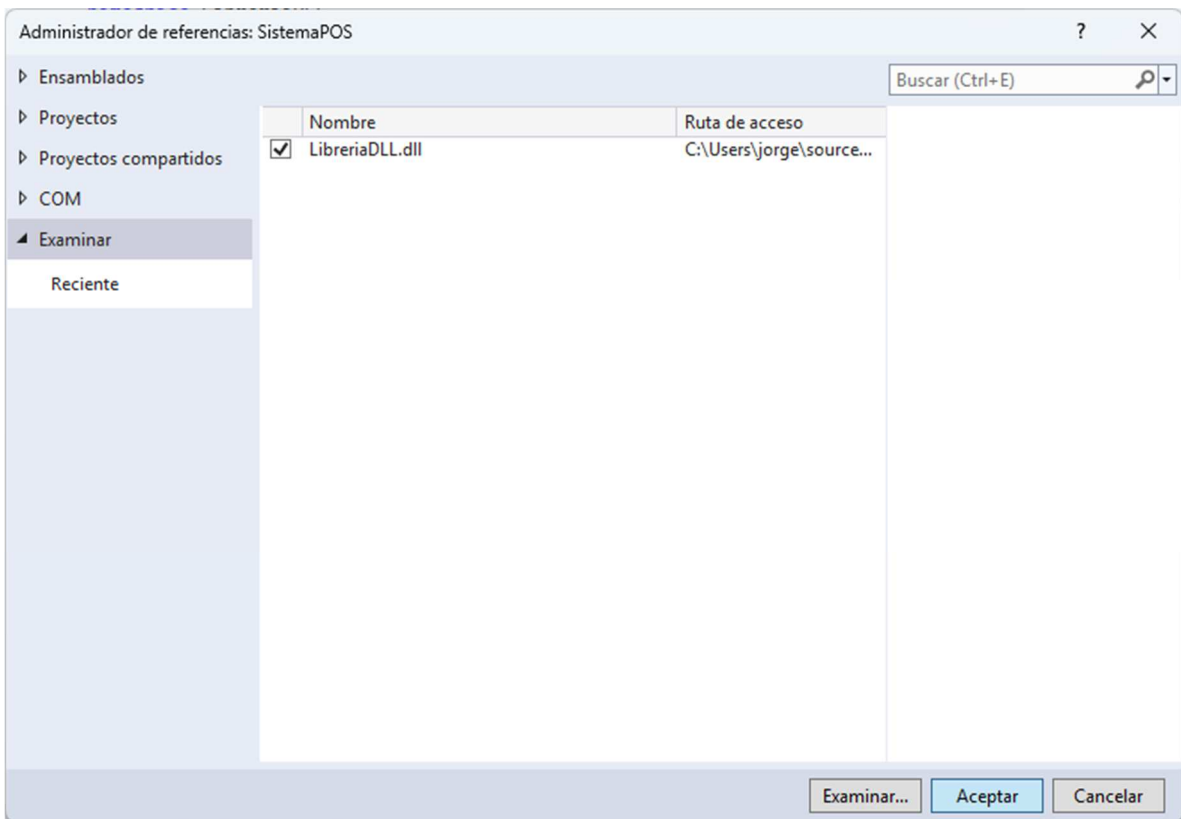 Administrador de referencias: SistemaPOS ? ×
Ensamblados
Buscar (Ctrl+E)
Proyectos
Nombre Ruta de acceso
LibreriaDLL.dll C:\Users\jorge\source...
Proyectos compartidos
COM
Examinar
Reciente
Examinar... Aceptar Cancelar